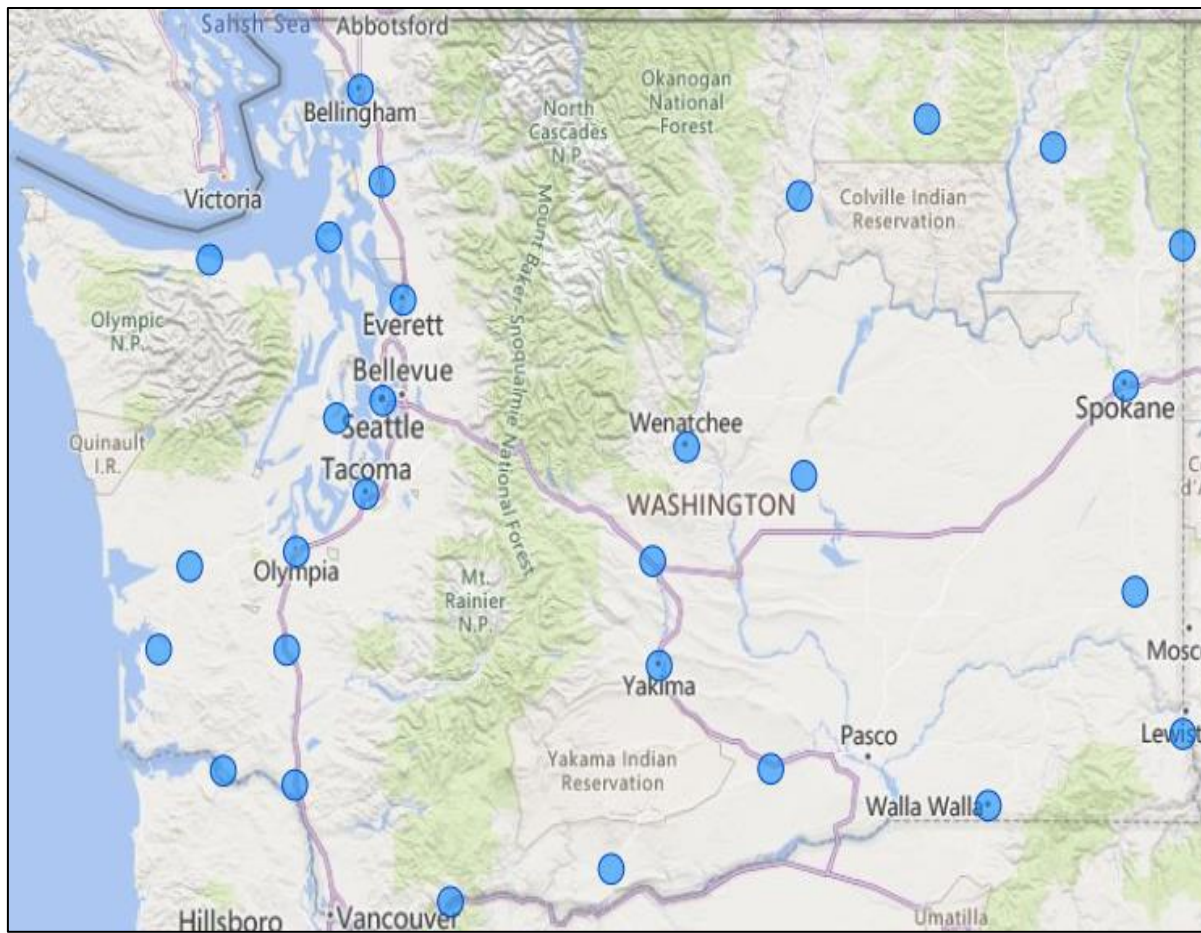 Salish Sea
Abbotsford
Bellingham
Okanogan
National
Forest
North
Cascades
N.P.
Victoria
Colville Indian
Reservation
Mount Baker-Snoqualmie National Forest
Olympic
N.P.
Everett
Bellevue
Seattle
Spokane
Wenatchee
Quinault
I.R.
Tacoma
WASHINGTON
C
d'A
Olympia
Mt.
Rainier
N.P.
Mosc
Yakima
Pasco
Lewist
Yakama Indian
Reservation
Walla Walla
Hillsboro
Vancouver
Umatilla